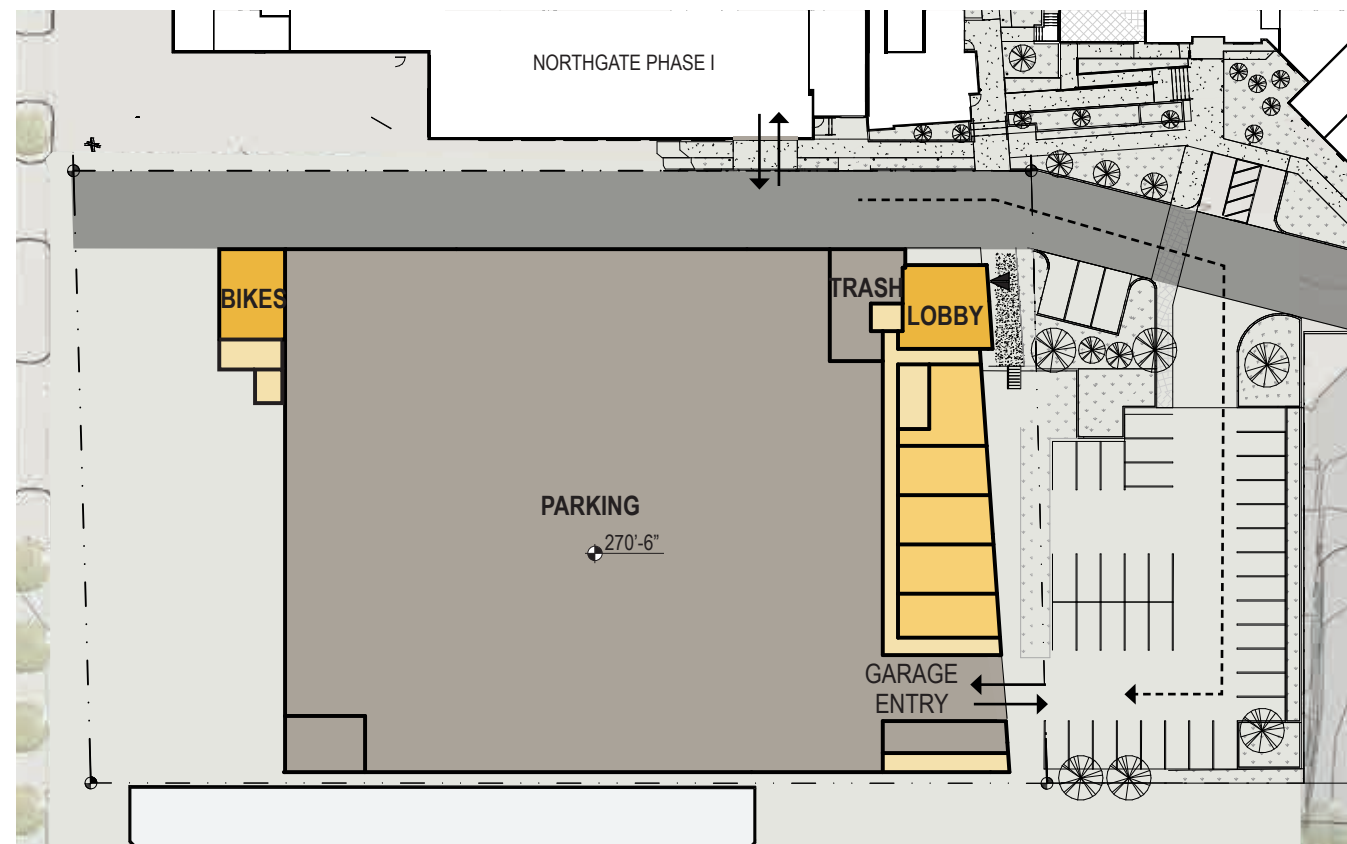 NORTHGATE PHASE I
BIKES
TRASH
LOBBY
PARKING
270'-6”
GARAGE
ENTRY